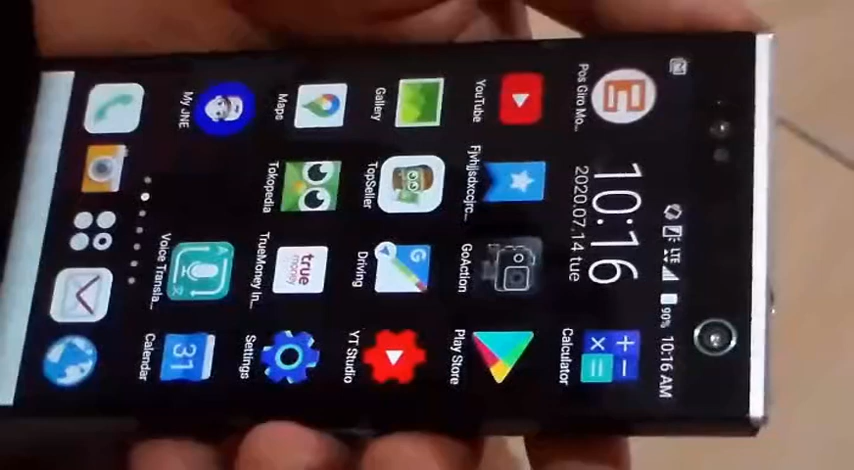 LTE 90% 10:16 AM
E
10:16
2020.07.14 tue
Pos Giro Mo...
Calculator
YouTube
GoAction
Play Store
G
Gallery
TopSeller
Driving
YT Studio
true
money
Maps
Tokopedia
TrueMoney In...
Settings
31
My JNE
Voice Transla...
Calendar